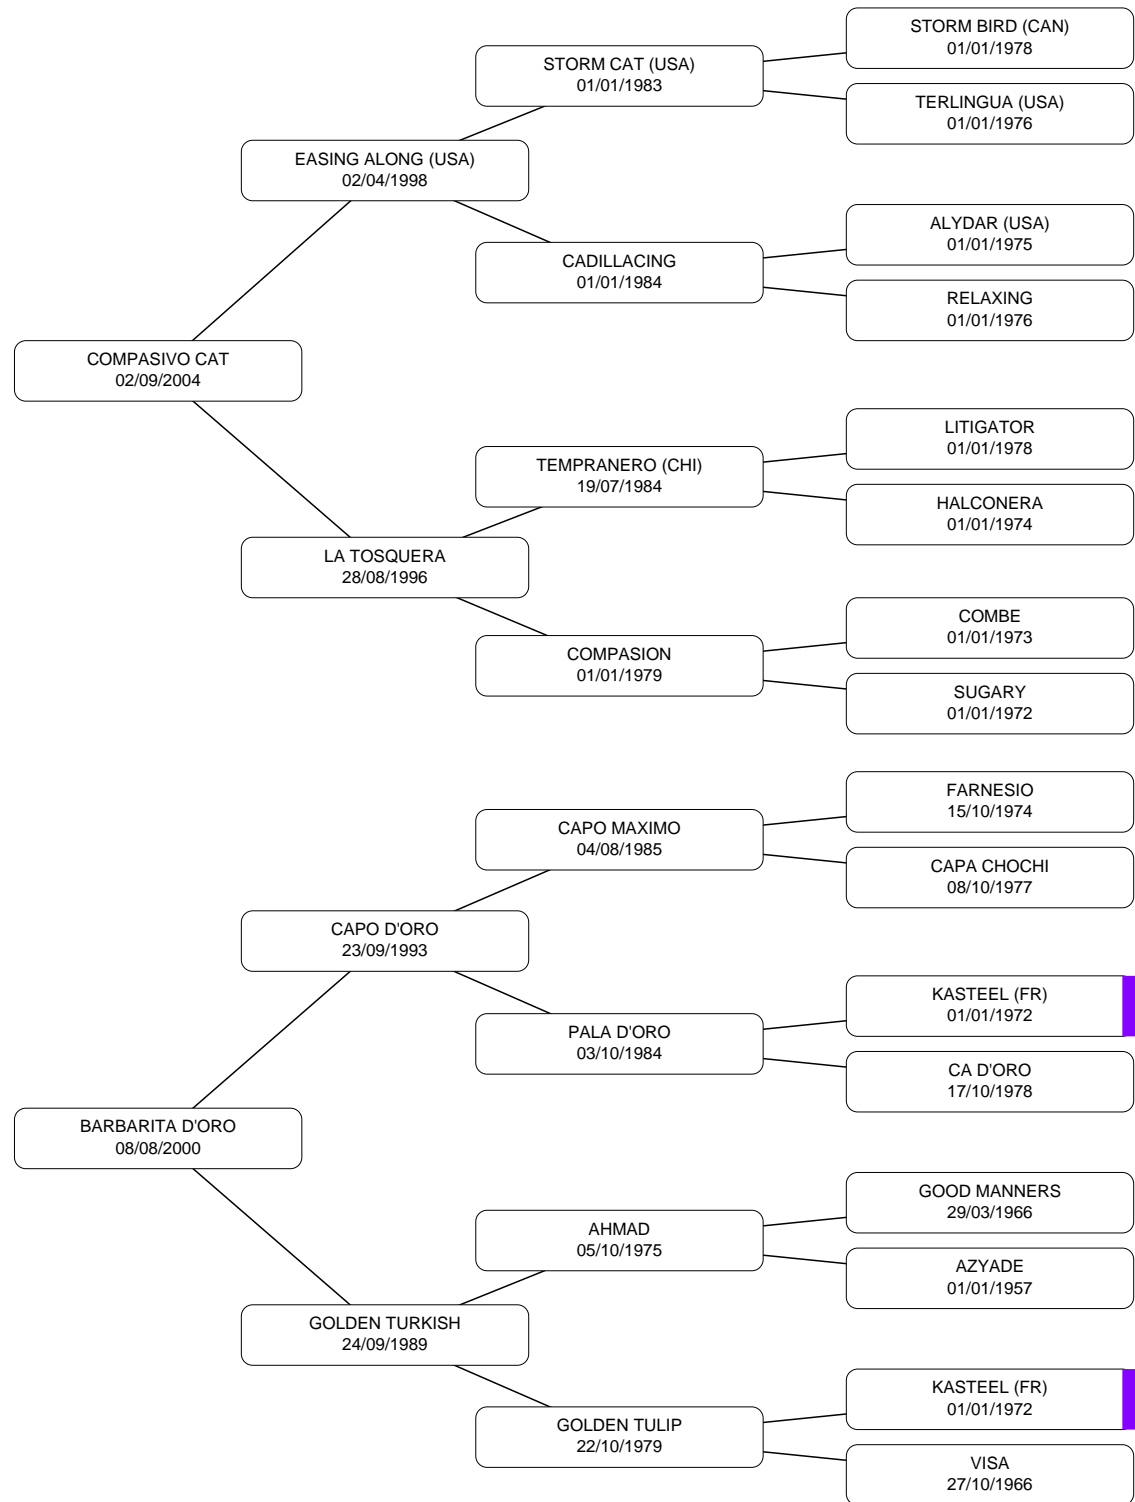 STORM BIRD (CAN)
01/01/1978
STORM CAT (USA)
01/01/1983
TERLINGUA (USA)
01/01/1976
EASING ALONG (USA)
02/04/1998
ALYDAR (USA)
01/01/1975
CADILLACING
01/01/1984
RELAXING
01/01/1976
COMPASIVO CAT
02/09/2004
LITIGATOR
01/01/1978
TEMPRANERO (CHI)
19/07/1984
HALCONERA
01/01/1974
LA TOSQUERA
28/08/1996
COMBE
01/01/1973
COMPASION
01/01/1979
SUGARY
01/01/1972
FARNESIO
15/10/1974
CAPO MAXIMO
04/08/1985
CAPA CHOCHI
08/10/1977
CAPO D'ORO
23/09/1993
KASTEEL (FR)
01/01/1972
PALA D'ORO
03/10/1984
CA D'ORO
17/10/1978
BARBARITA D'ORO
08/08/2000
GOOD MANNERS
29/03/1966
AHMAD
05/10/1975
AZYADE
01/01/1957
GOLDEN TURKISH
24/09/1989
KASTEEL (FR)
01/01/1972
GOLDEN TULIP
22/10/1979
VISA
27/10/1966